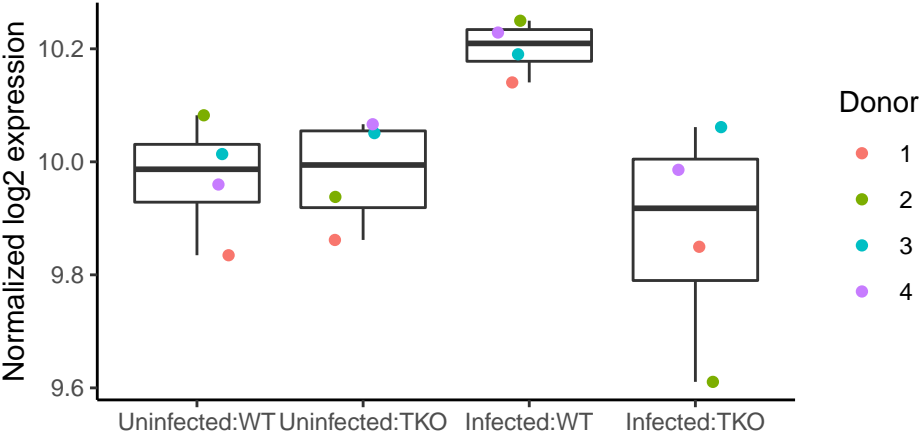 Normalized log2 expression
10.2
10.0
9.8
9.6
Uninfected:WT
Uninfected:TKO
Infected:WT
Infected:TKO
Donor
1
2
3
4